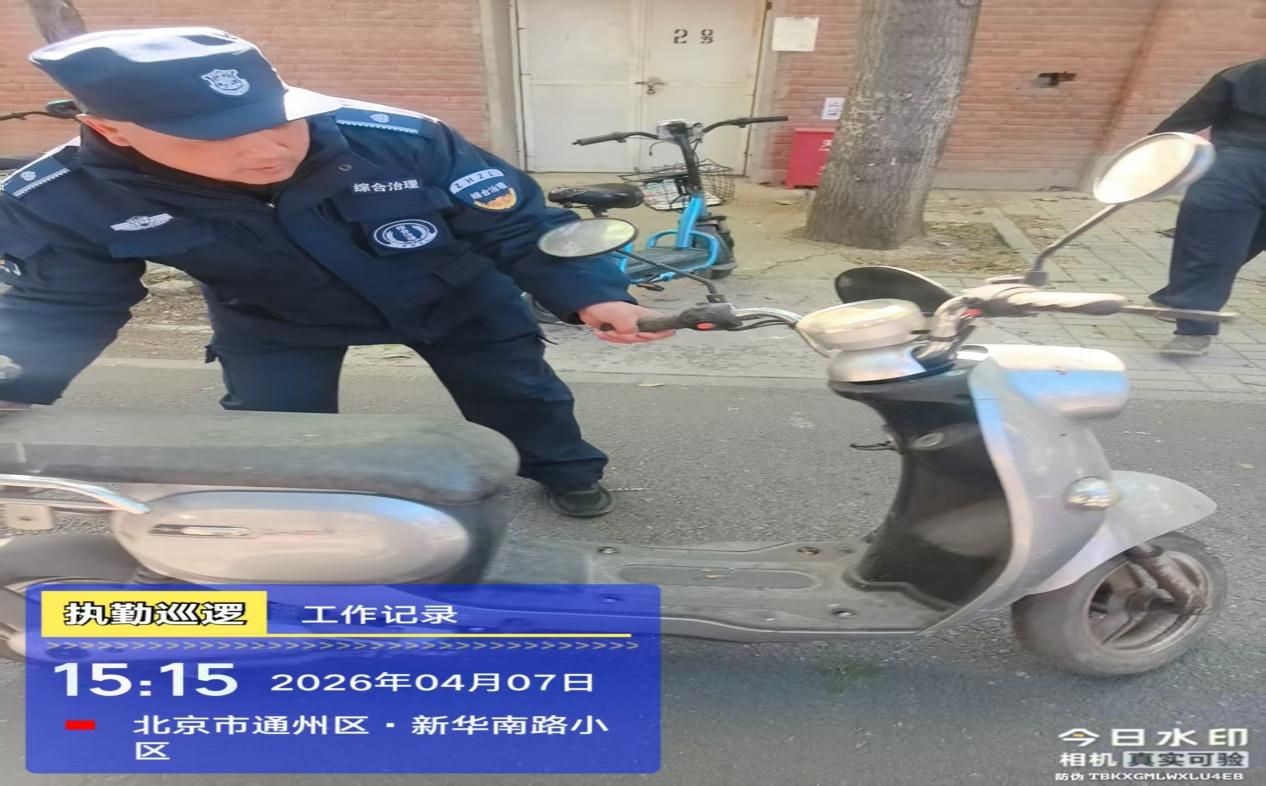 28
综合治理
ZHZL
综合治理
执勤巡逻
工作记录
15:15
2026年04月07日
北京市通州区·新华南路小
区
今日水印
相机 真实可验
防伪 TBKXGMLWXLU4EB